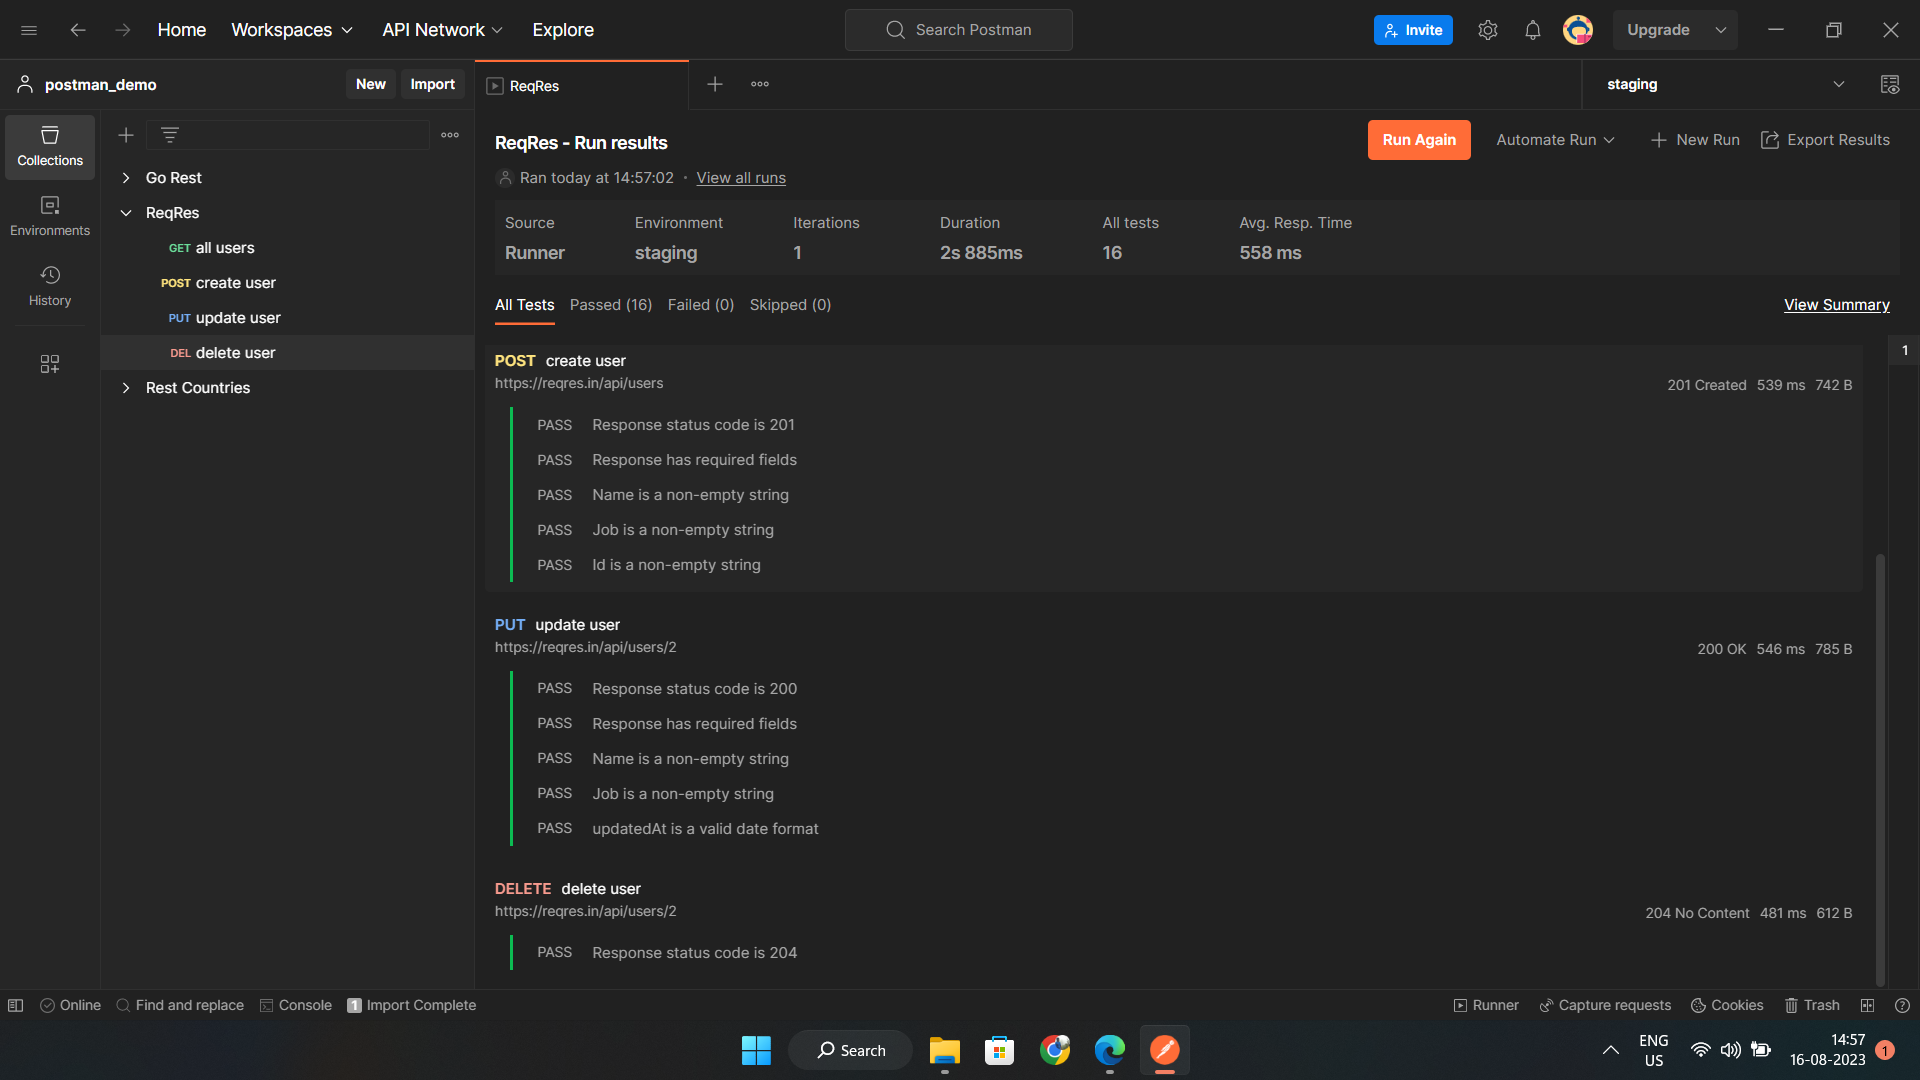 Home Workspaces API Network Explore Search Postman Invite Upgrade
postman_demo New Import ReqRes staging
Collections
Environments
History
Go Rest
ReqRes
GET all users
POST create user
PUT update user
DEL delete user
Rest Countries
ReqRes - Run results Run Again Automate Run New Run Export Results
Ran today at 14:57:02 · View all runs
Source Environment Iterations Duration All tests Avg. Resp. Time
Runner staging 1 2s 885ms 16 558 ms
All Tests Passed (16) Failed (0) Skipped (0) View Summary
1
POST create user
https://reqres.in/api/users 201 Created 539 ms 742 B
PASS Response status code is 201
PASS Response has required fields
PASS Name is a non-empty string
PASS Job is a non-empty string
PASS Id is a non-empty string
PUT update user
https://reqres.in/api/users/2 200 OK 546 ms 785 B
PASS Response status code is 200
PASS Response has required fields
PASS Name is a non-empty string
PASS Job is a non-empty string
PASS updatedAt is a valid date format
DELETE delete user
https://reqres.in/api/users/2 204 No Content 481 ms 612 B
PASS Response status code is 204
Online Find and replace Console 1 Import Complete Runner Capture requests Cookies Trash
Search
ENG
US
14:57
16-08-2023
1